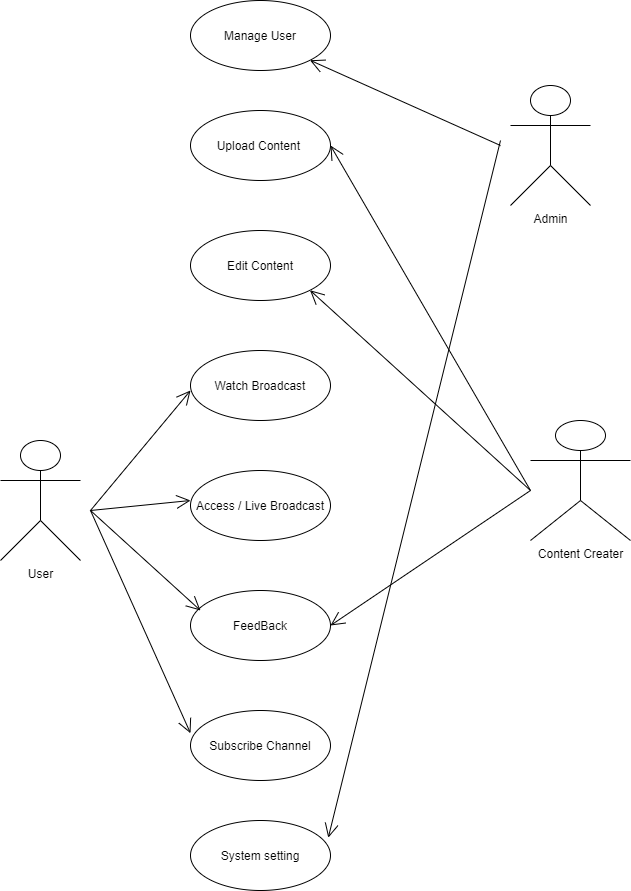 Manage User
Upload Content
Admin
Edit Content
Watch Broadcast
Access / Live Broadcast
Content Creater
User
FeedBack
Subscribe Channel
System setting